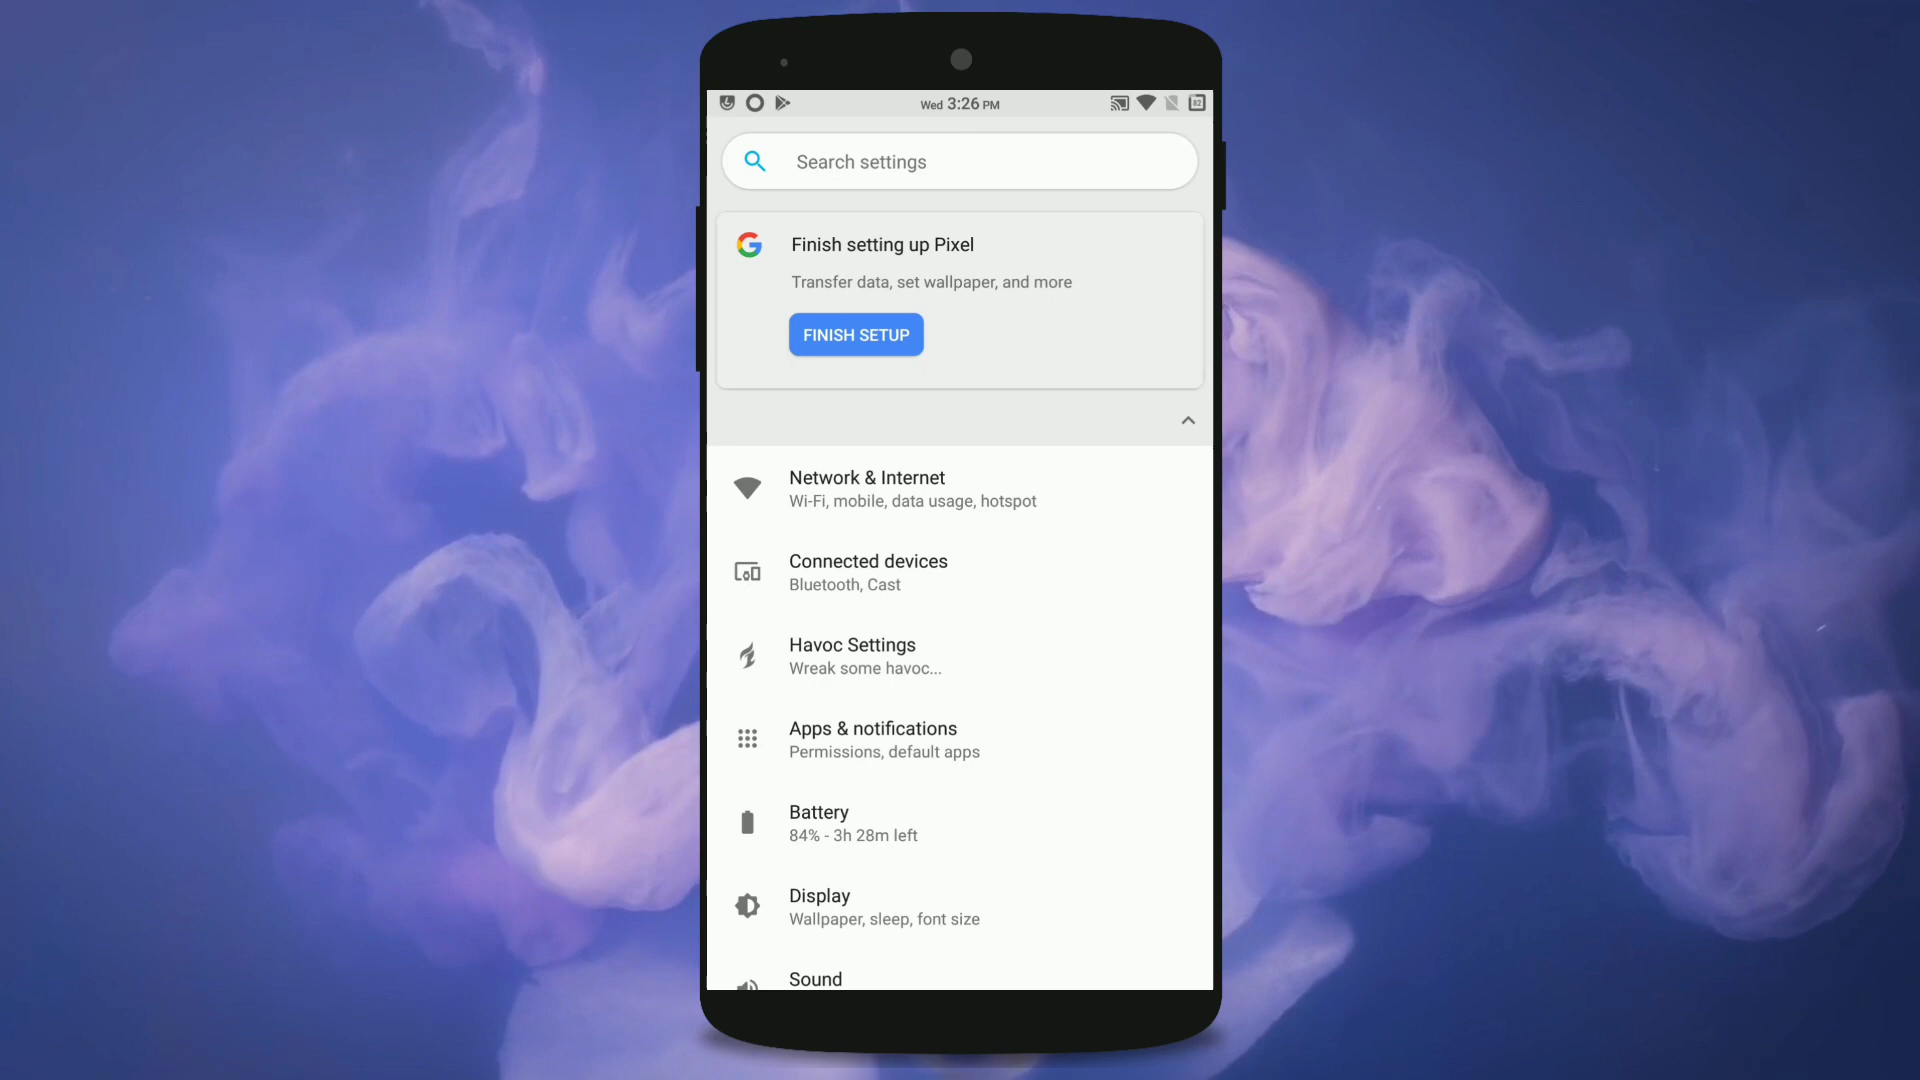 Wed 3:26 PM
82
Search settings
Finish setting up Pixel
Transfer data, set wallpaper, and more
FINISH SETUP
Network & Internet
Wi-Fi, mobile, data usage, hotspot
Connected devices
Bluetooth, Cast
Havoc Settings
Wreak some havoc...
Apps & notifications
Permissions, default apps
Battery
84% - 3h 28m left
Display
Wallpaper, sleep, font size
Sound